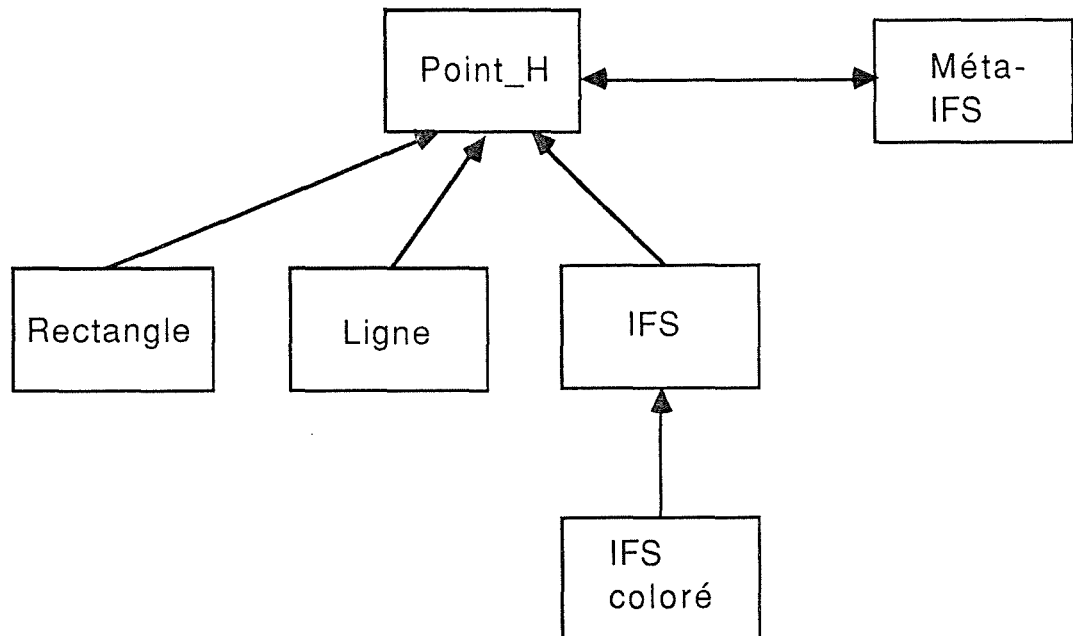 Point_H
Méta-
IFS
Rectangle
Ligne
IFS
IFS
coloré